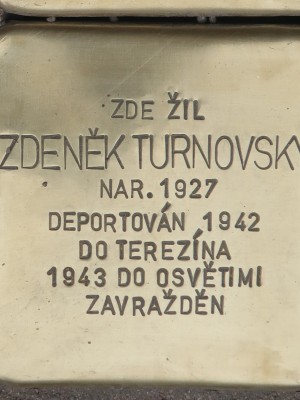 ZDE ŽIL
ZDENĚK TURNOVSKÝ
NAR. 1927
DEPORTOVÁN 1942
DO TEREZÍNA
1943 DO OSVĚTIMI
ZAVRAŽDĚN